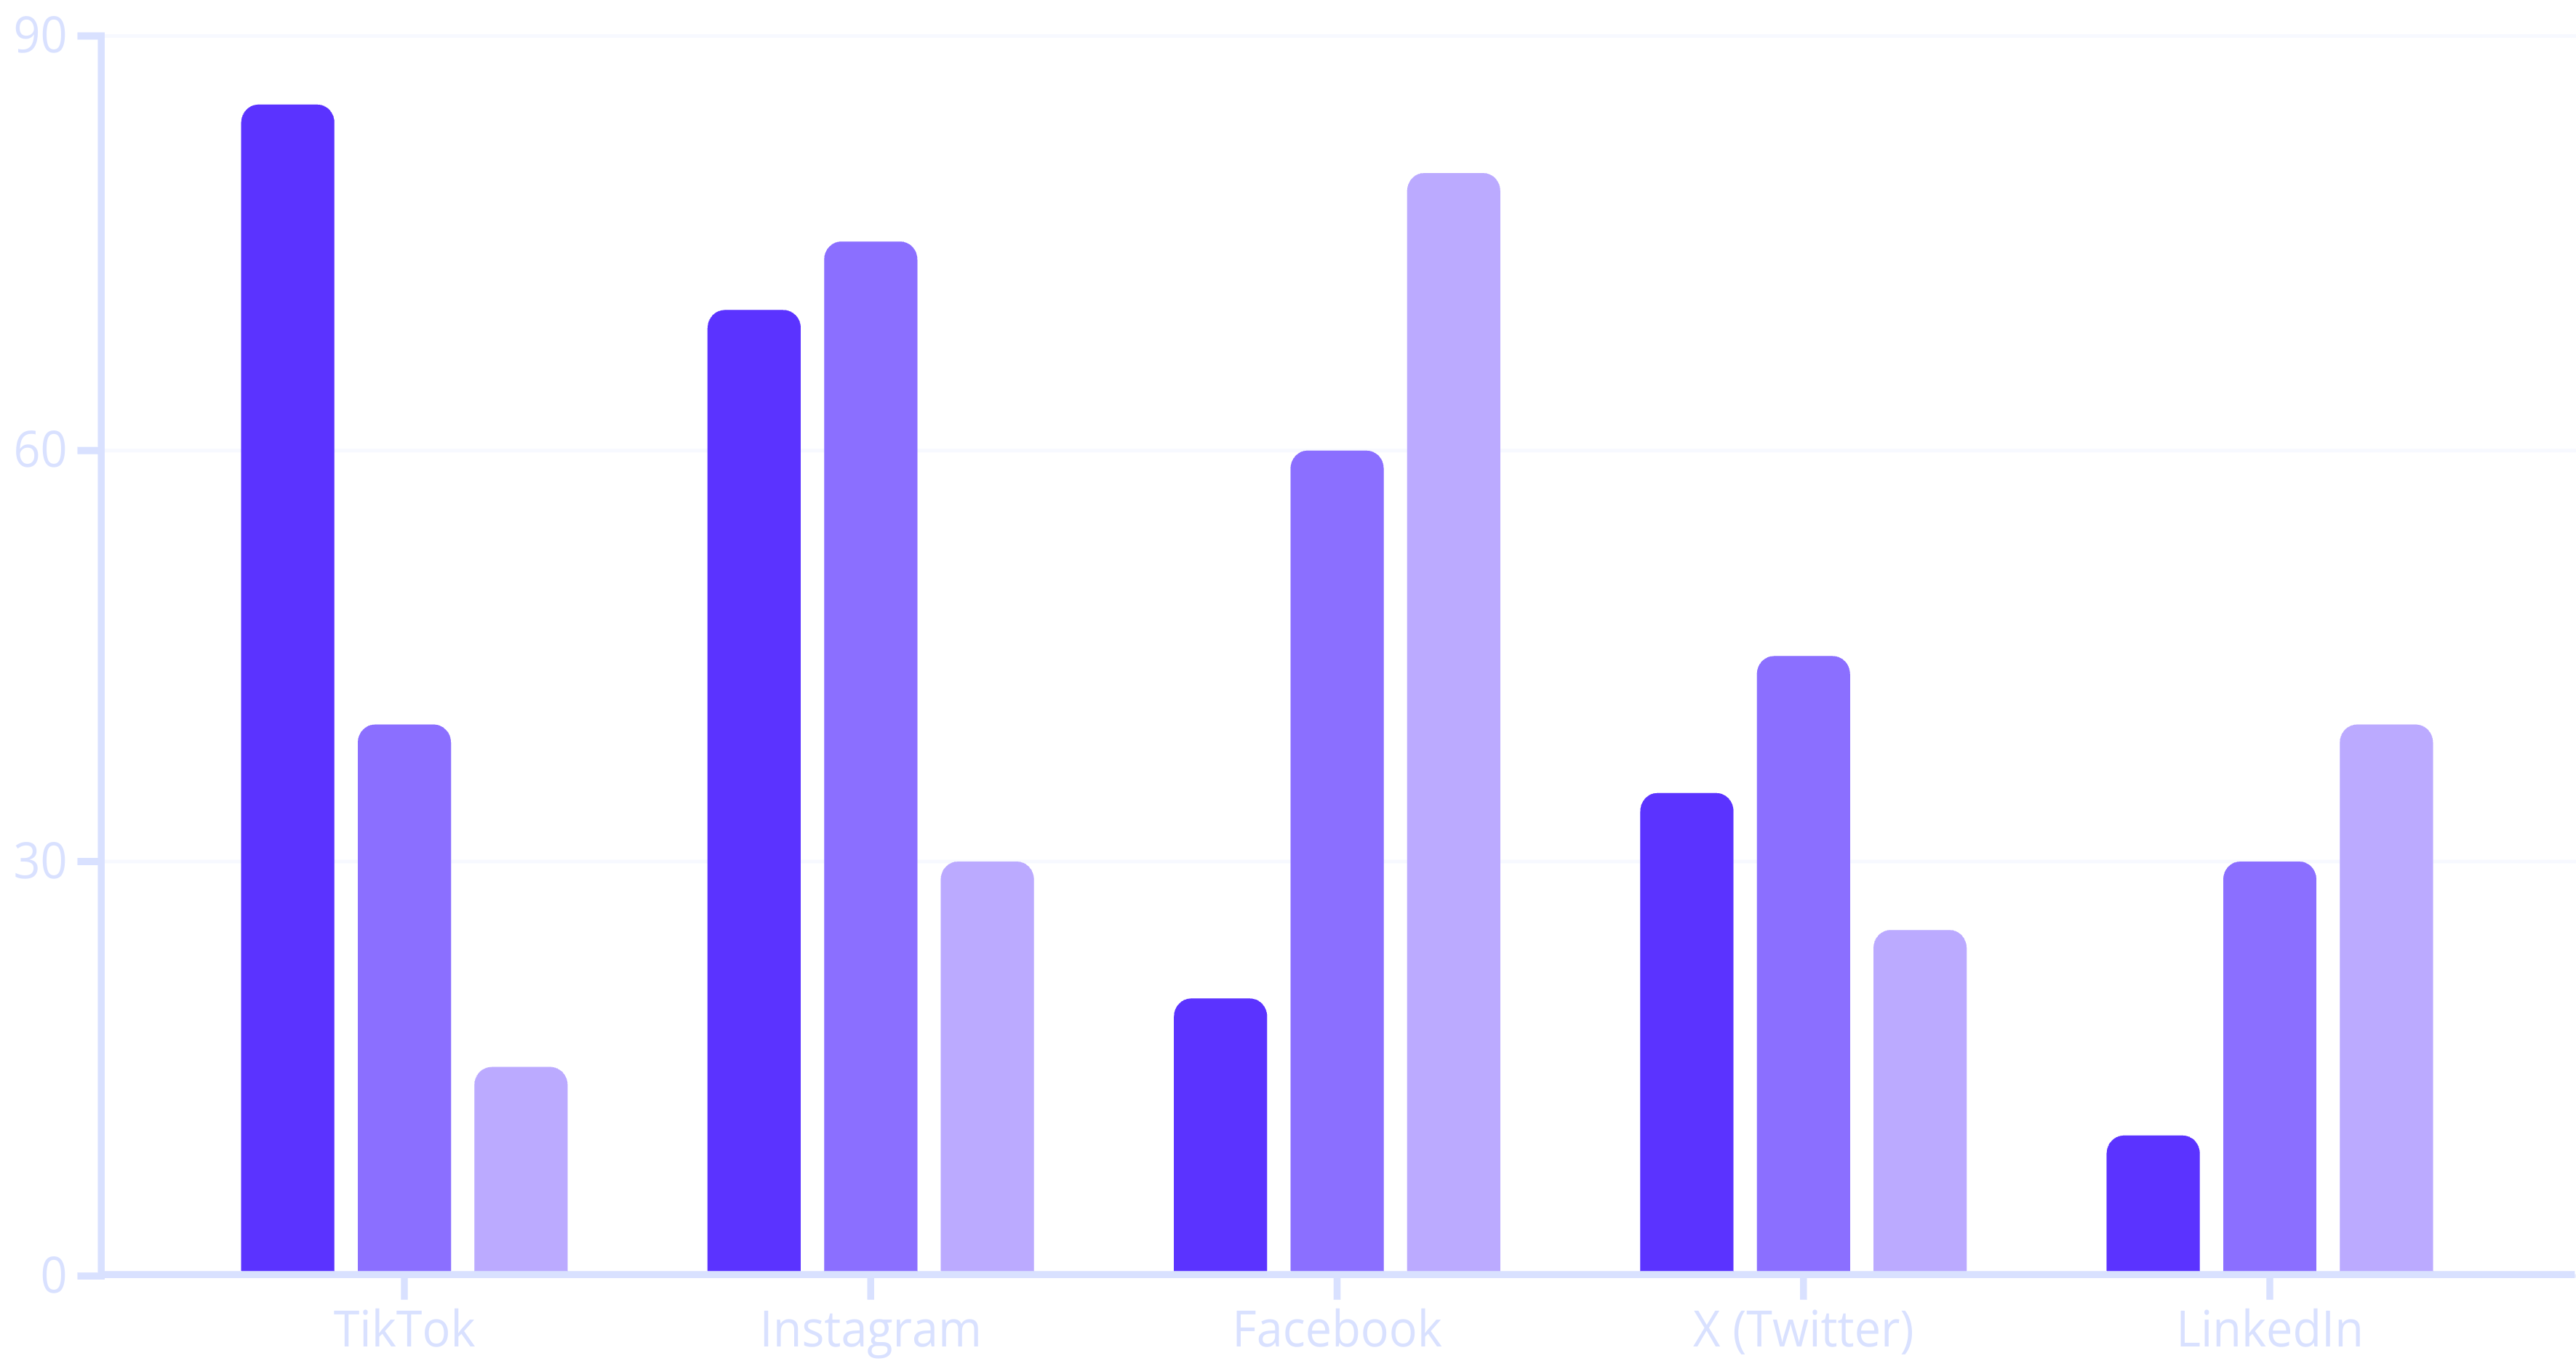 90
60
30
0
TikTok
Instagram
Facebook
X (Twitter)
LinkedIn